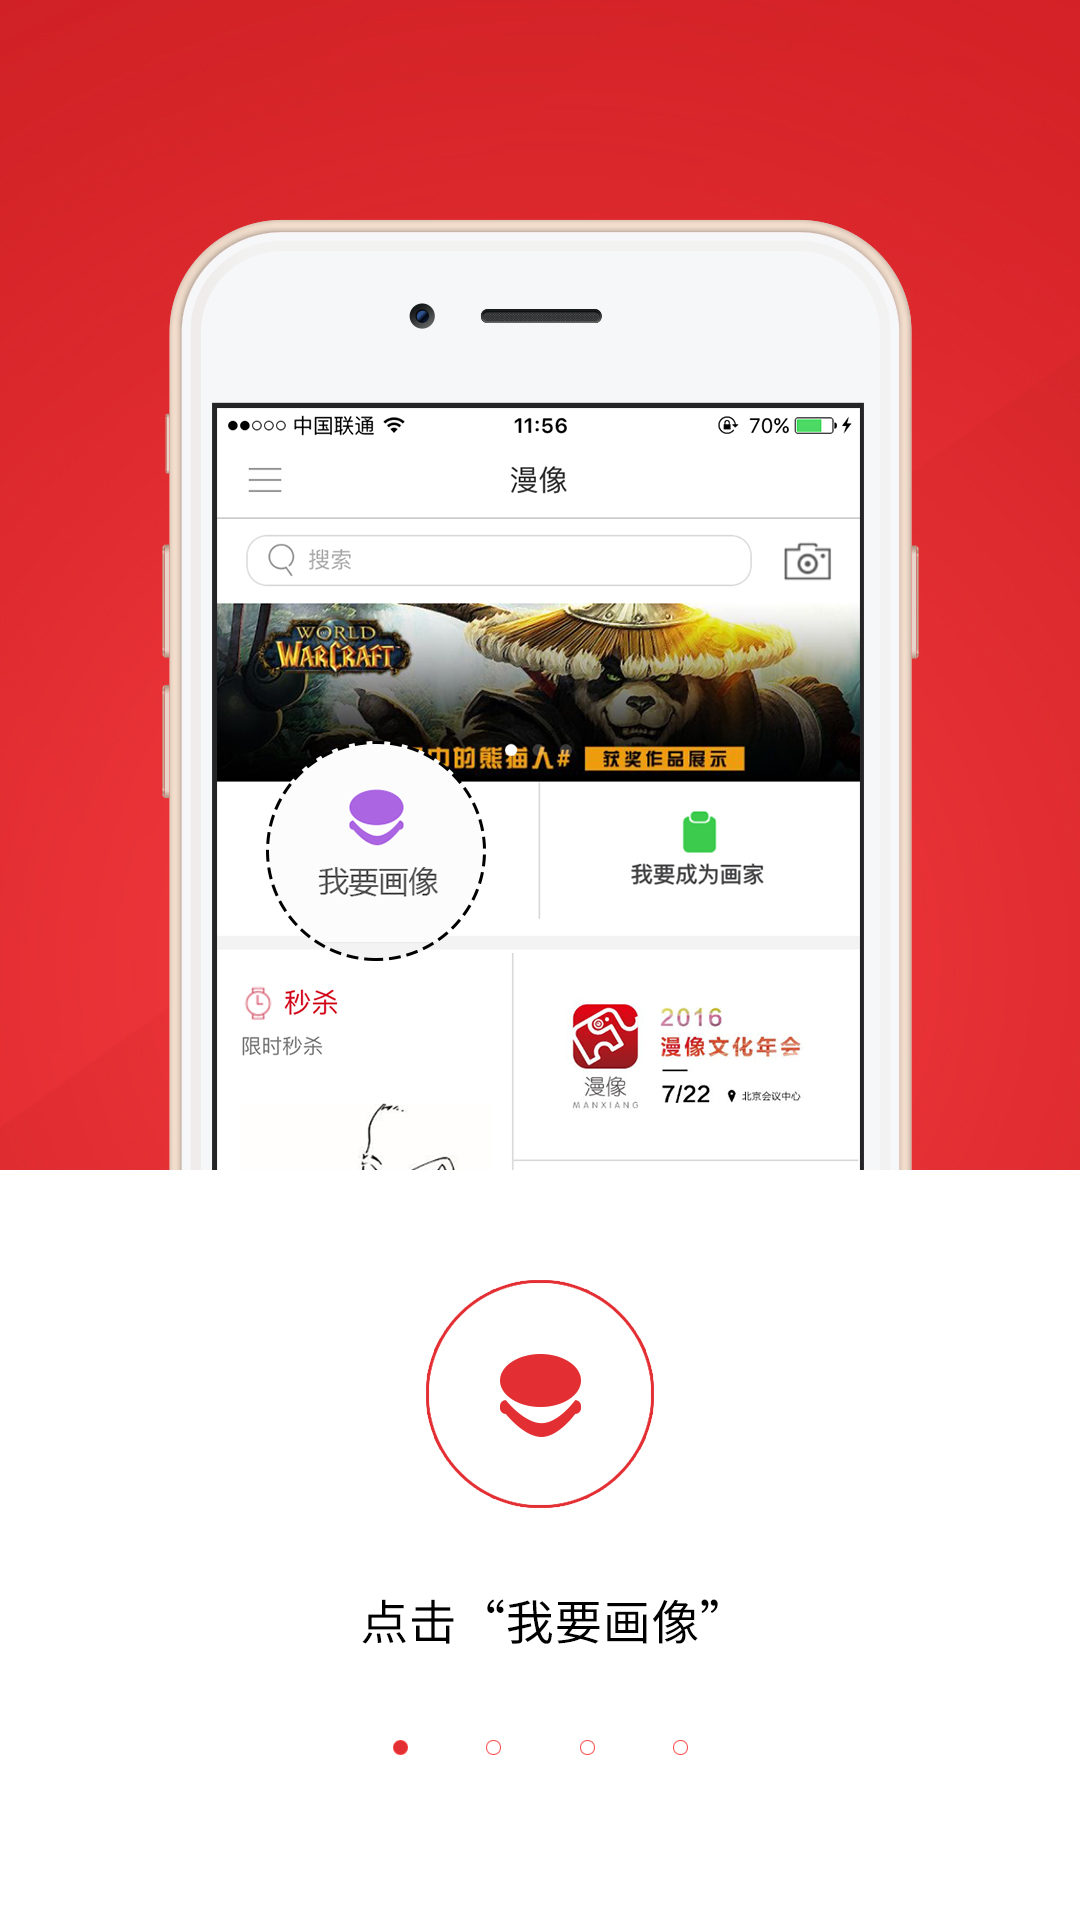 中国联通
11:56
70%
漫像
搜索
WORLD
WARCRAFT
中的熊猫人#
获奖作品展示
我要画像
我要成为画家
秒杀
限时秒杀
漫像
MANXIANG
2016
漫像文化年会
7/22
北京会议中心
点击“我要画像”